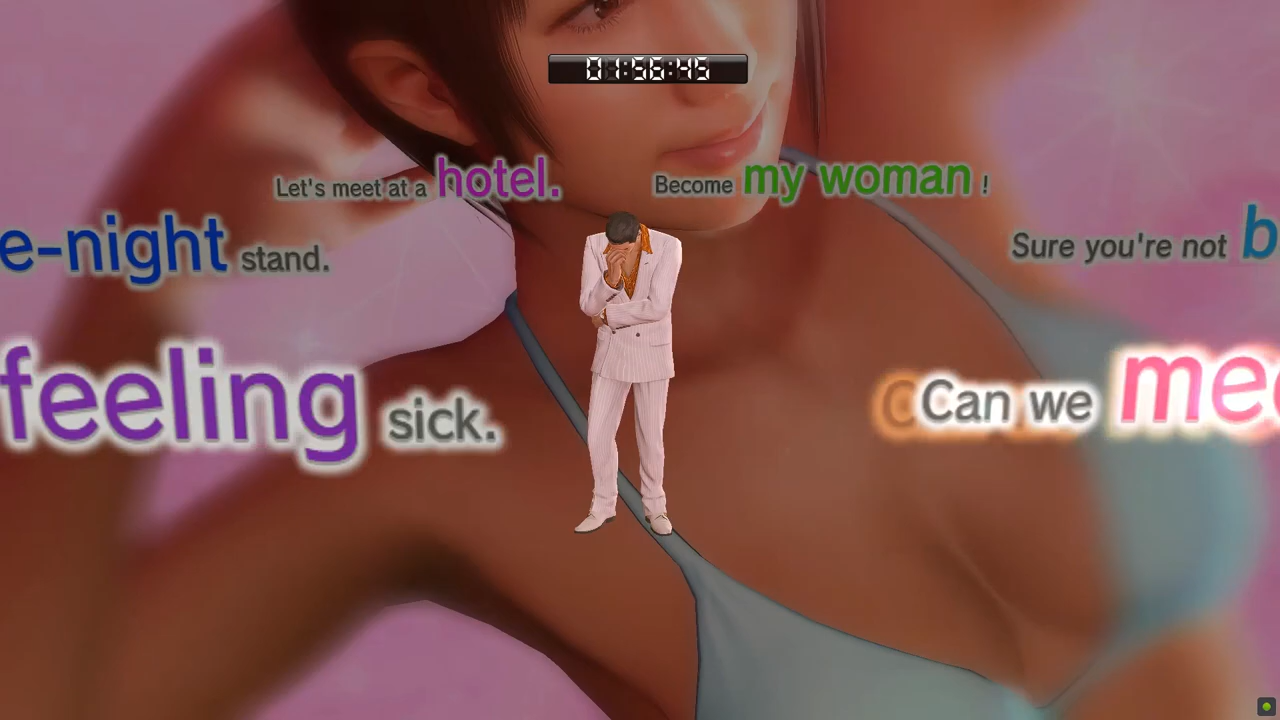 01:56:45
Let's meet at a hotel.
Become my woman !
e-night stand.
Sure you're not b
feeling sick.
Can we mee